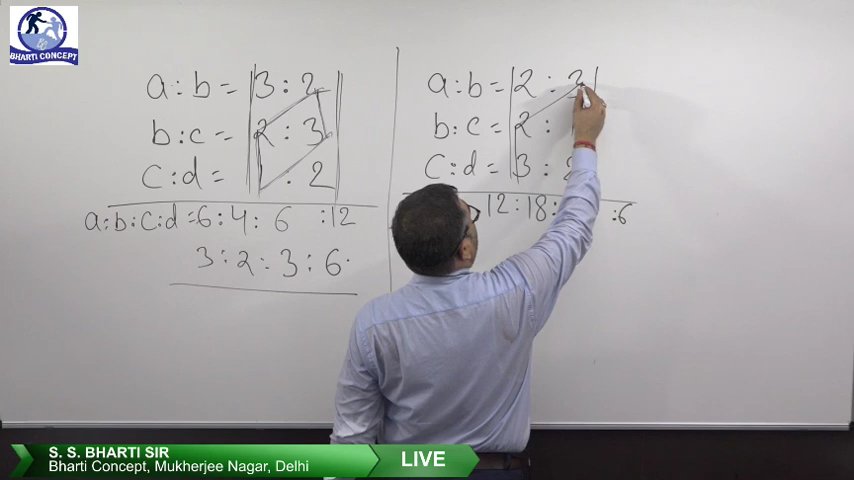 BHARTI CONCEPT
a : b = 3 : 2
b : c = 2 : 3
C : d = 1 : 2
a : b : C : d = 6 : 4 : 6 : 12
3 : 2 : 3 : 6
a : b = 2 : 3
b : c = 2 :
C : d = 3 :
12 : 18 : : 6
S. S. BHARTI SIR
Bharti Concept, Mukherjee Nagar, Delhi
LIVE